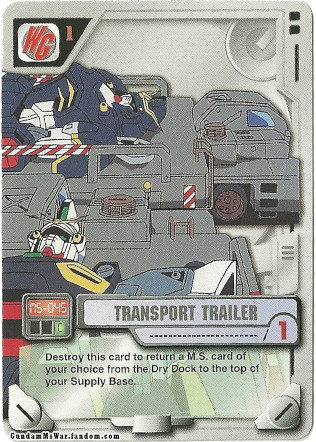 WG 1
MS-045
C
TRANSPORT TRAILER
/1
Destroy this card to return a M.S. card of
your choice from the Dry Dock to the top of
your Supply Base.
GundamMsWar.fandom.com